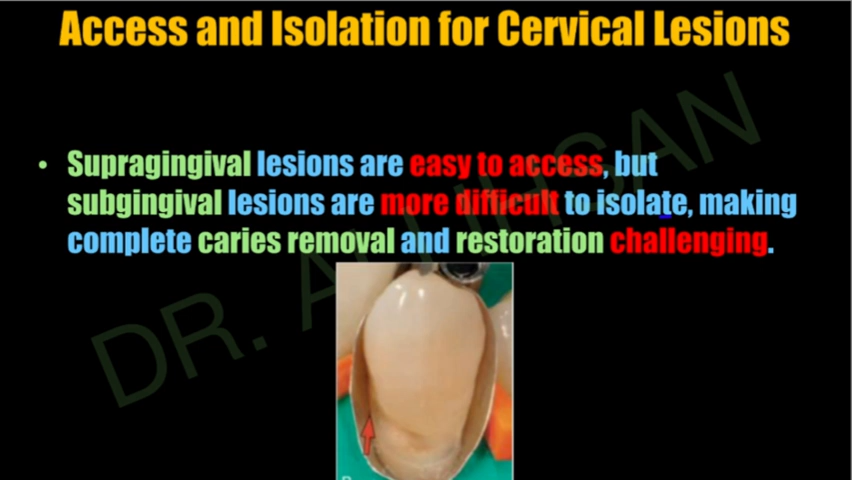 Access and Isolation for Cervical Lesions
• Supragingival lesions are easy to access, but
subgingival lesions are more difficult to isolate, making
complete caries removal and restoration challenging.